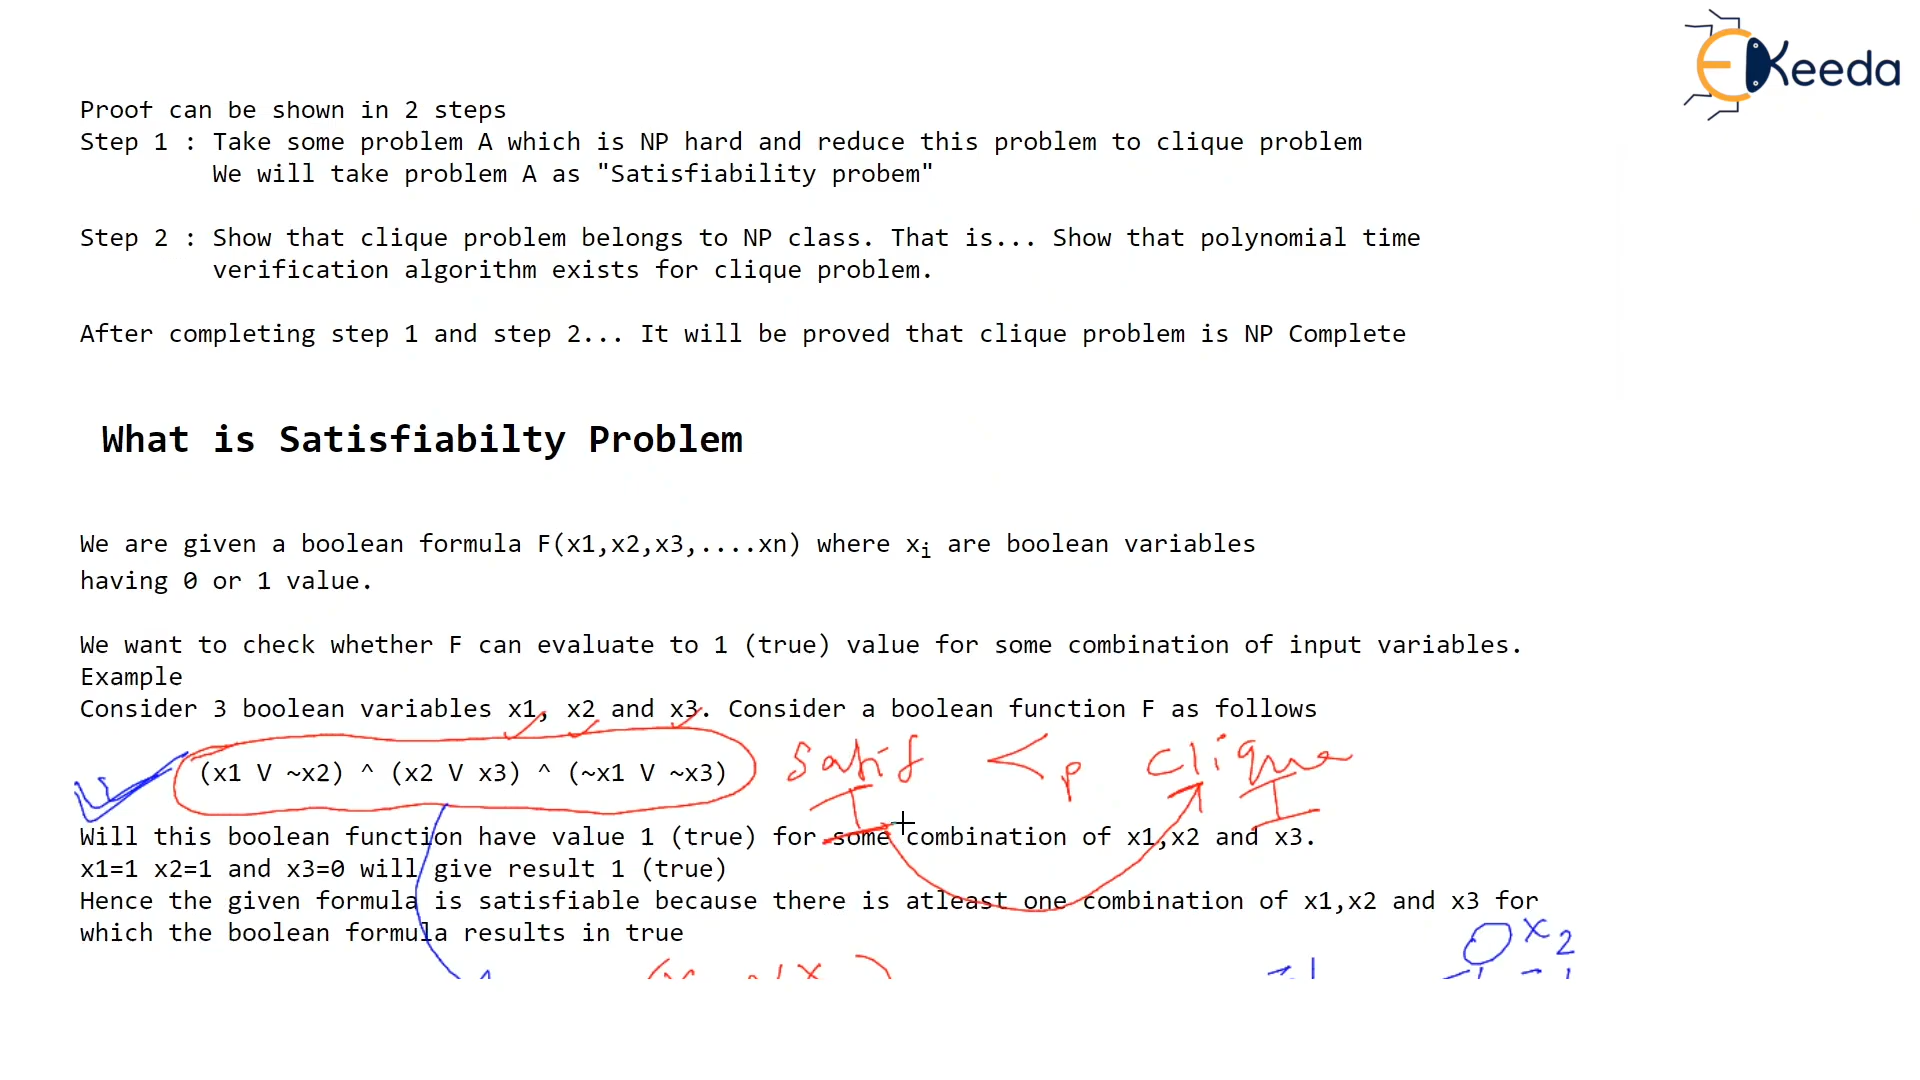 EKeeda
Proof can be shown in 2 steps
Step 1 : Take some problem A which is NP hard and reduce this problem to clique problem
We will take problem A as "Satisfiability probem"
Step 2 : Show that clique problem belongs to NP class. That is... Show that polynomial time
verification algorithm exists for clique problem.
After completing step 1 and step 2... It will be proved that clique problem is NP Complete
What is Satisfiabilty Problem
We are given a boolean formula F(x1,x2,x3,....xn) where xi are boolean variables
having 0 or 1 value.
We want to check whether F can evaluate to 1 (true) value for some combination of input variables.
Example
Consider 3 boolean variables x1, x2 and x3. Consider a boolean function F as follows
(x1 V ~x2) ^ (x2 V x3) ^ (~x1 V ~x3) Satif <p Clique
Will this boolean function have value 1 (true) for some combination of x1,x2 and x3.
x1=1 x2=1 and x3=0 will give result 1 (true)
Hence the given formula is satisfiable because there is atleast one combination of x1,x2 and x3 for
which the boolean formula results in true
x2